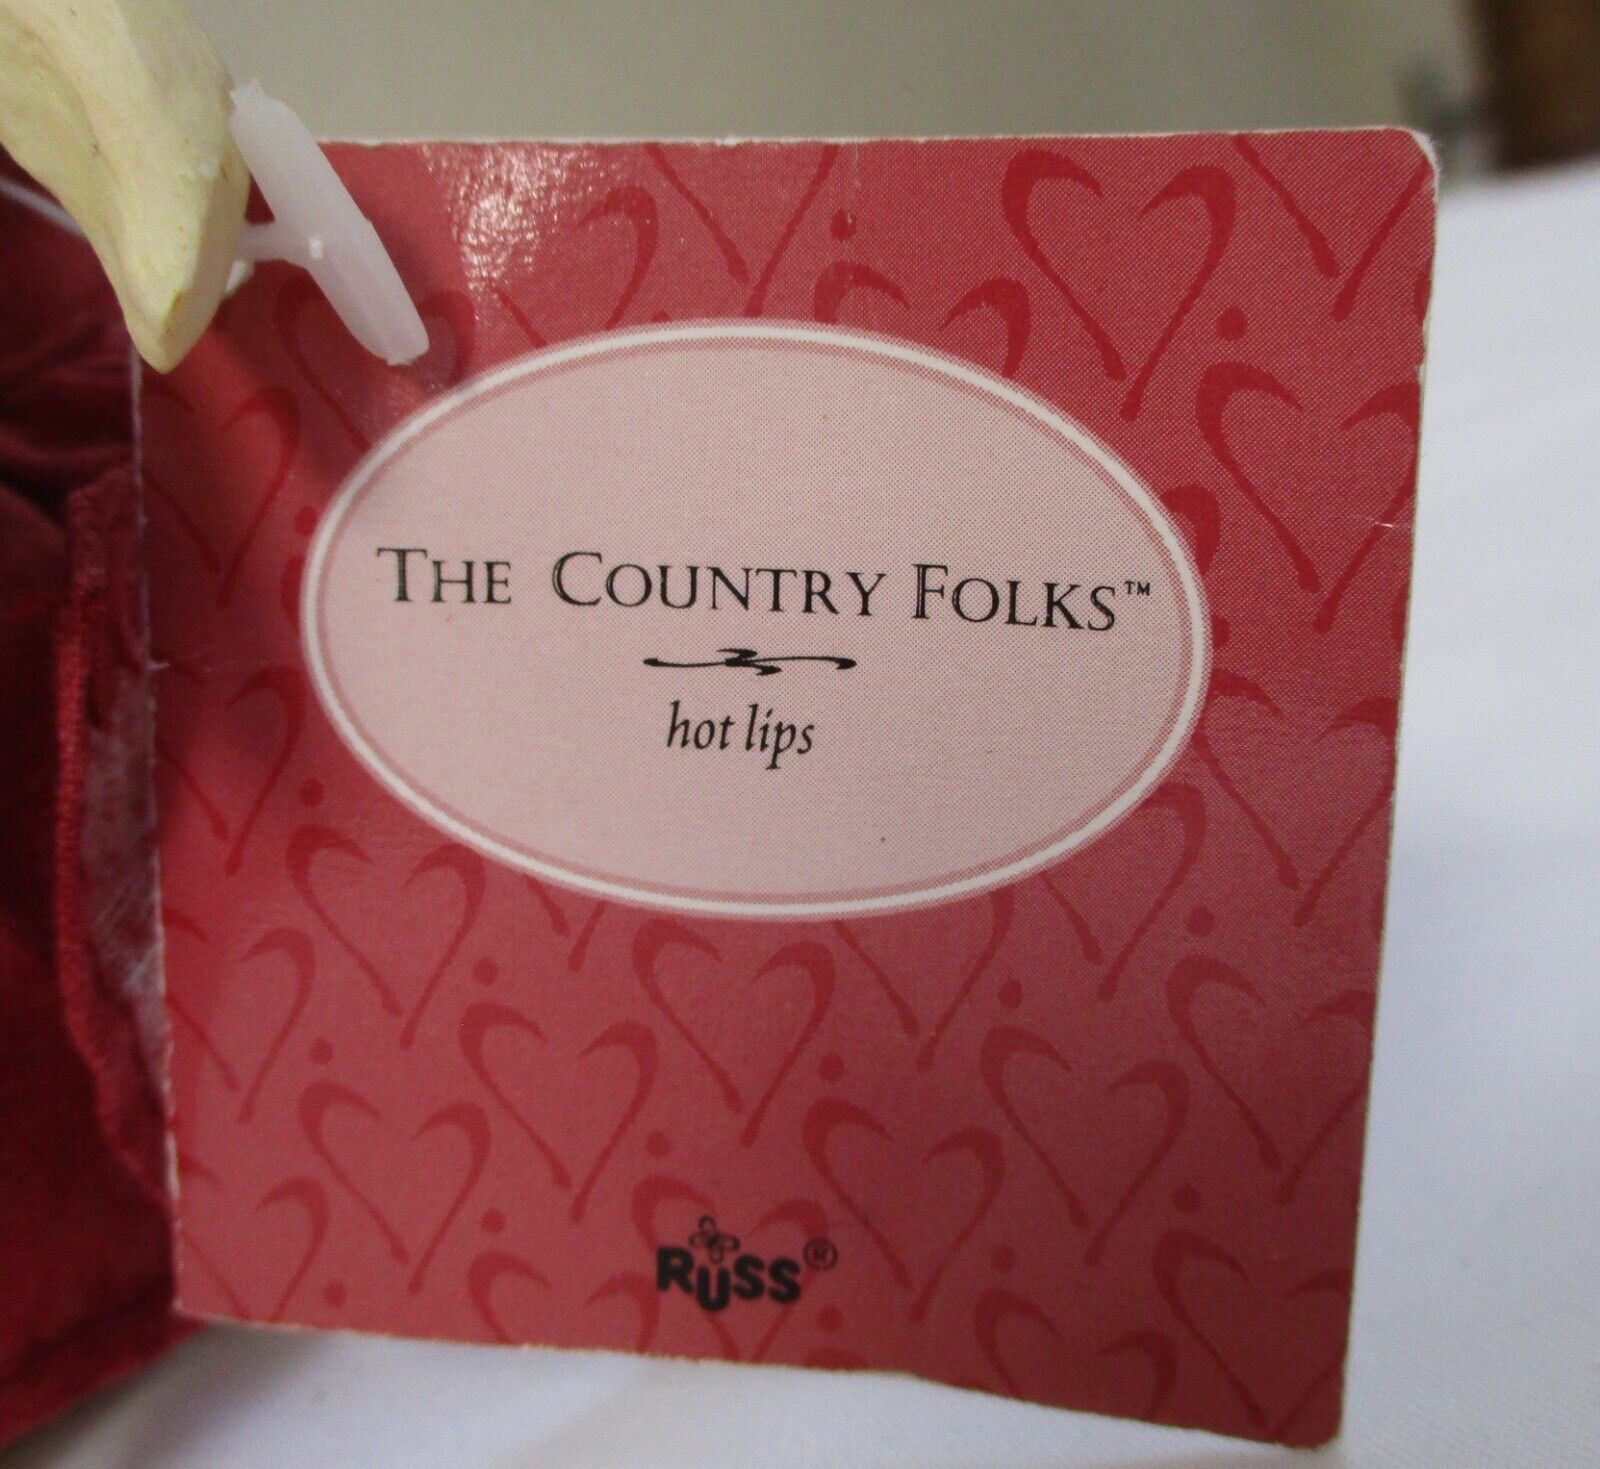 THE COUNTRY FOLKS™
hot lips
RUSS®